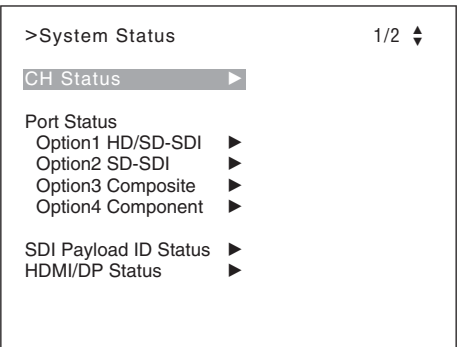 >System Status 1/2 ▲▼
CH Status ▶
Port Status
Option1 HD/SD-SDI ▶
Option2 SD-SDI ▶
Option3 Composite ▶
Option4 Component ▶
SDI Payload ID Status ▶
HDMI/DP Status ▶